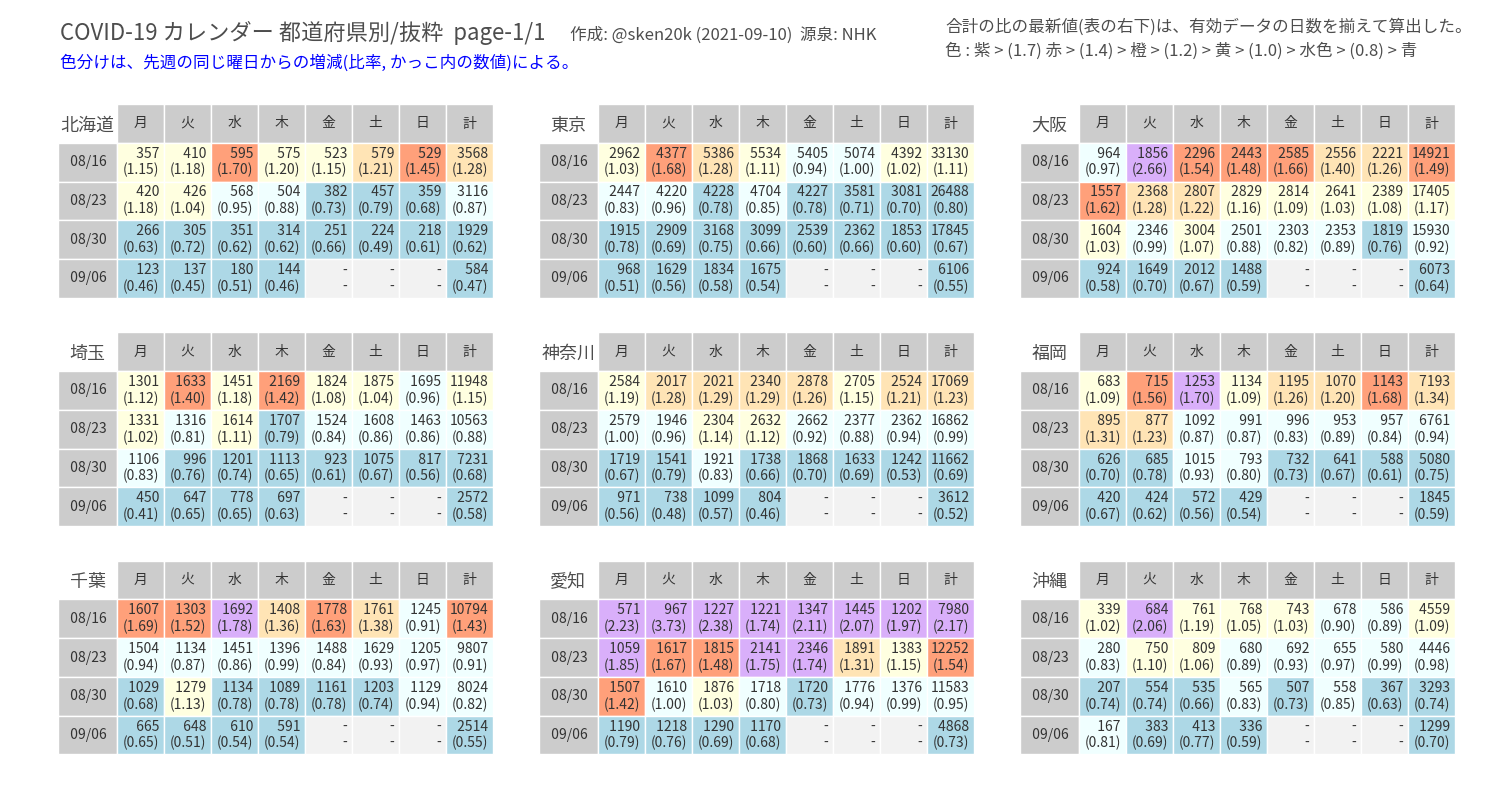 COVID-19 カレンダー 都道府県別/抜粋 page-1/1 作成: @sken20k (2021-09-10) 源泉: NHK
合計の比の最新値(表の右下)は、有効データの日数を揃えて算出した。
色分けは、先週の同じ曜日からの増減(比率, かっこ内の数値)による。
色 : 紫 > (1.7) 赤 > (1.4) 橙 > (1.2) 黄 > (1.0) > 水色 > (0.8) > 青
北海道 月 火 水 木 金 土 日 計
08/16 357 410 595 575 523 579 529 3568
(1.15) (1.18) (1.70) (1.20) (1.15) (1.21) (1.45) (1.28)
08/23 420 426 568 504 382 457 359 3116
(1.18) (1.04) (0.95) (0.88) (0.73) (0.79) (0.68) (0.87)
08/30 266 305 351 314 251 224 218 1929
(0.63) (0.72) (0.62) (0.62) (0.66) (0.49) (0.61) (0.62)
09/06 123 137 180 144 - - - 584
(0.46) (0.45) (0.51) (0.46) - - - (0.47)
東京 月 火 水 木 金 土 日 計
08/16 2962 4377 5386 5534 5405 5074 4392 33130
(1.03) (1.68) (1.28) (1.11) (0.94) (1.00) (1.02) (1.11)
08/23 2447 4220 4228 4704 4227 3581 3081 26488
(0.83) (0.96) (0.78) (0.85) (0.78) (0.71) (0.70) (0.80)
08/30 1915 2909 3168 3099 2539 2362 1853 17845
(0.78) (0.69) (0.75) (0.66) (0.60) (0.66) (0.60) (0.67)
09/06 968 1629 1834 1675 - - - 6106
(0.51) (0.56) (0.58) (0.54) - - - (0.55)
大阪 月 火 水 木 金 土 日 計
08/16 964 1856 2296 2443 2585 2556 2221 14921
(0.97) (2.66) (1.54) (1.48) (1.66) (1.40) (1.26) (1.49)
08/23 1557 2368 2807 2829 2814 2641 2389 17405
(1.62) (1.28) (1.22) (1.16) (1.09) (1.03) (1.08) (1.17)
08/30 1604 2346 3004 2501 2303 2353 1819 15930
(1.03) (0.99) (1.07) (0.88) (0.82) (0.89) (0.76) (0.92)
09/06 924 1649 2012 1488 - - - 6073
(0.58) (0.70) (0.67) (0.59) - - - (0.64)
埼玉 月 火 水 木 金 土 日 計
08/16 1301 1633 1451 2169 1824 1875 1695 11948
(1.12) (1.40) (1.18) (1.42) (1.08) (1.04) (0.96) (1.15)
08/23 1331 1316 1614 1707 1524 1608 1463 10563
(1.02) (0.81) (1.11) (0.79) (0.84) (0.86) (0.86) (0.88)
08/30 1106 996 1201 1113 923 1075 817 7231
(0.83) (0.76) (0.74) (0.65) (0.61) (0.67) (0.56) (0.68)
09/06 450 647 778 697 - - - 2572
(0.41) (0.65) (0.65) (0.63) - - - (0.58)
神奈川 月 火 水 木 金 土 日 計
08/16 2584 2017 2021 2340 2878 2705 2524 17069
(1.19) (1.28) (1.29) (1.29) (1.26) (1.15) (1.21) (1.23)
08/23 2579 1946 2304 2632 2662 2377 2362 16862
(1.00) (0.96) (1.14) (1.12) (0.92) (0.88) (0.94) (0.99)
08/30 1719 1541 1921 1738 1868 1633 1242 11662
(0.67) (0.79) (0.83) (0.66) (0.70) (0.69) (0.53) (0.69)
09/06 971 738 1099 804 - - - 3612
(0.56) (0.48) (0.57) (0.46) - - - (0.52)
福岡 月 火 水 木 金 土 日 計
08/16 683 715 1253 1134 1195 1070 1143 7193
(1.09) (1.56) (1.70) (1.09) (1.26) (1.20) (1.68) (1.34)
08/23 895 877 1092 991 996 953 957 6761
(1.31) (1.23) (0.87) (0.87) (0.83) (0.89) (0.84) (0.94)
08/30 626 685 1015 793 732 641 588 5080
(0.70) (0.78) (0.93) (0.80) (0.73) (0.67) (0.61) (0.75)
09/06 420 424 572 429 - - - 1845
(0.67) (0.62) (0.56) (0.54) - - - (0.59)
千葉 月 火 水 木 金 土 日 計
08/16 1607 1303 1692 1408 1778 1761 1245 10794
(1.69) (1.52) (1.78) (1.36) (1.63) (1.38) (0.91) (1.43)
08/23 1504 1134 1451 1396 1488 1629 1205 9807
(0.94) (0.87) (0.86) (0.99) (0.84) (0.93) (0.97) (0.91)
08/30 1029 1279 1134 1089 1161 1203 1129 8024
(0.68) (1.13) (0.78) (0.78) (0.78) (0.74) (0.94) (0.82)
09/06 665 648 610 591 - - - 2514
(0.65) (0.51) (0.54) (0.54) - - - (0.55)
愛知 月 火 水 木 金 土 日 計
08/16 571 967 1227 1221 1347 1445 1202 7980
(2.23) (3.73) (2.38) (1.74) (2.11) (2.07) (1.97) (2.17)
08/23 1059 1617 1815 2141 2346 1891 1383 12252
(1.85) (1.67) (1.48) (1.75) (1.74) (1.31) (1.15) (1.54)
08/30 1507 1610 1876 1718 1720 1776 1376 11583
(1.42) (1.00) (1.03) (0.80) (0.73) (0.94) (0.99) (0.95)
09/06 1190 1218 1290 1170 - - - 4868
(0.79) (0.76) (0.69) (0.68) - - - (0.73)
沖縄 月 火 水 木 金 土 日 計
08/16 339 684 761 768 743 678 586 4559
(1.02) (2.06) (1.19) (1.05) (1.03) (0.90) (0.89) (1.09)
08/23 280 750 809 680 692 655 580 4446
(0.83) (1.10) (1.06) (0.89) (0.93) (0.97) (0.99) (0.98)
08/30 207 554 535 565 507 558 367 3293
(0.74) (0.74) (0.66) (0.83) (0.73) (0.85) (0.63) (0.74)
09/06 167 383 413 336 - - - 1299
(0.81) (0.69) (0.77) (0.59) - - - (0.70)